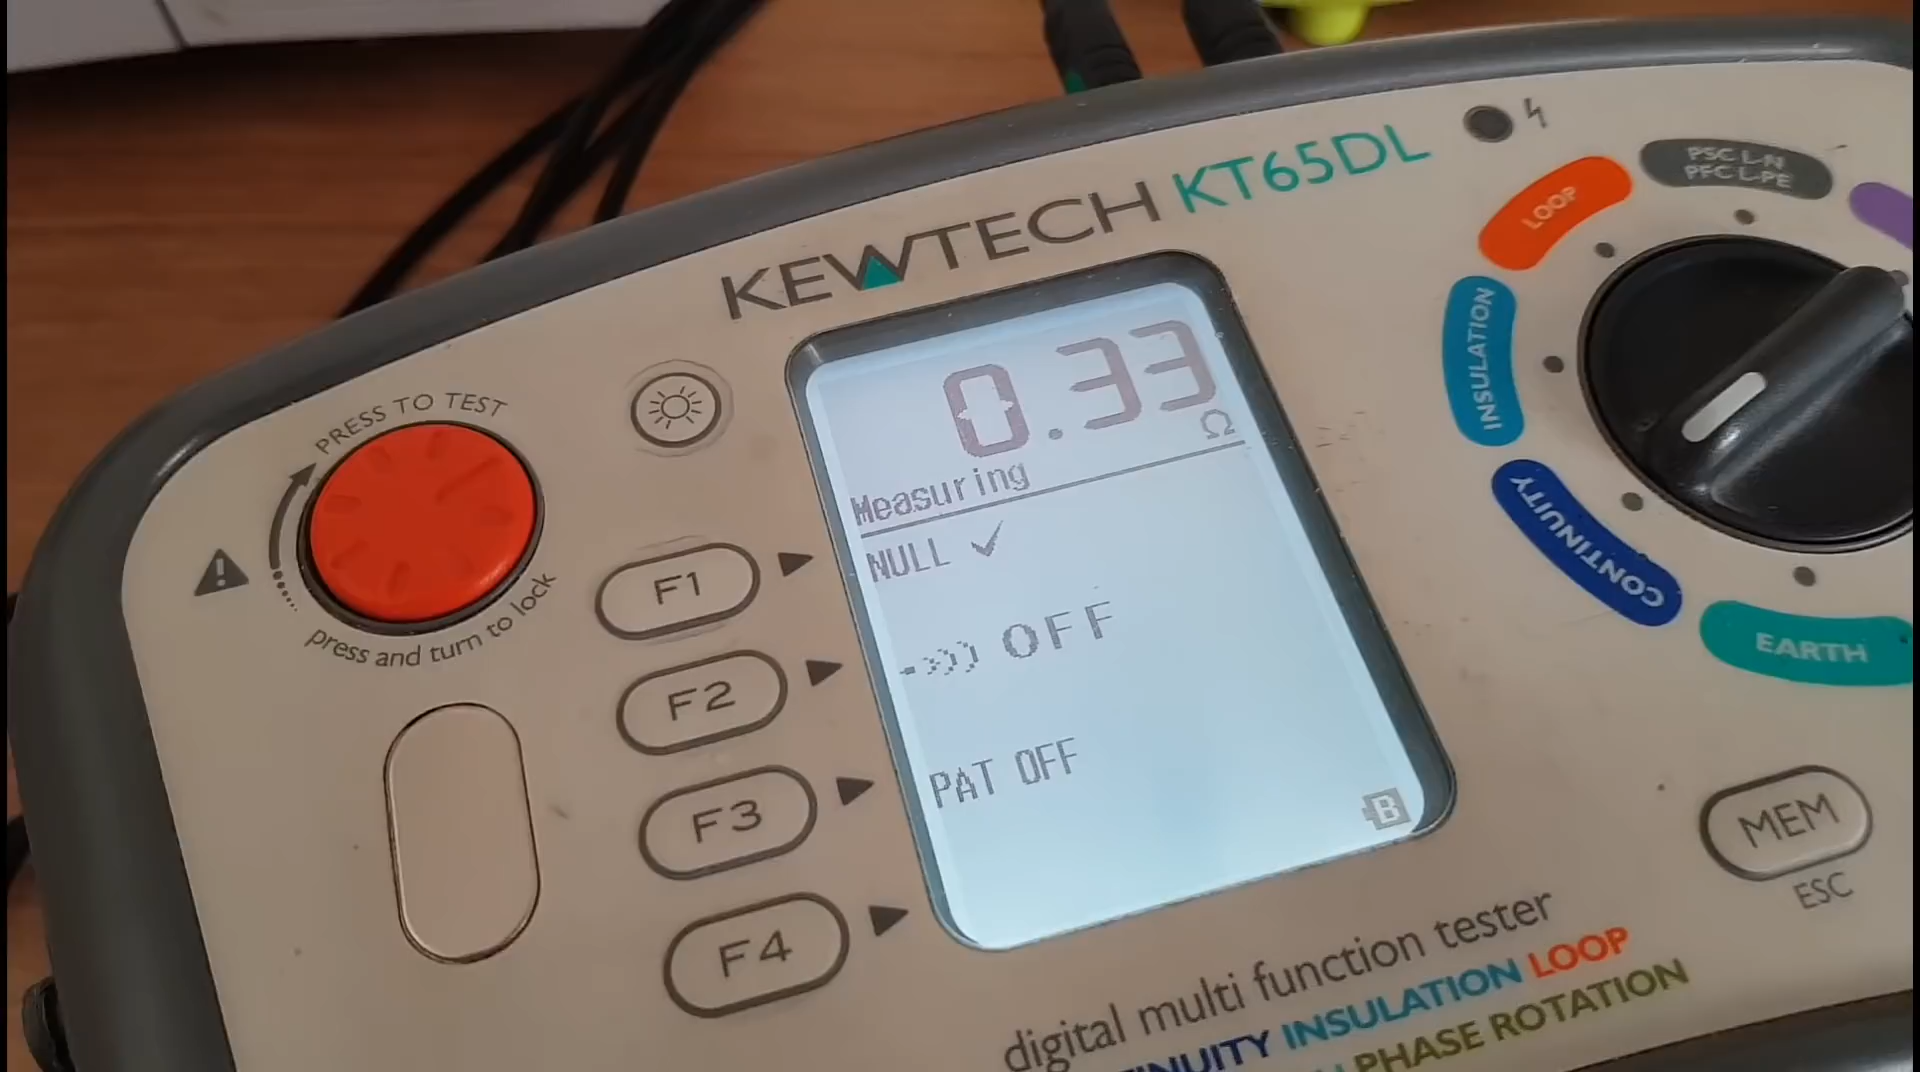 KEWTECH KT65DL
PSC L-N
PFC L-PE
LOOP
INSULATION
CONTINUITY
EARTH
PRESS TO TEST
press and turn to lock
0.33
Ω
Measuring
NULL ✓
OFF
PAT OFF
B
F1
F2
F3
F4
MEM
ESC
digital multi function tester
TINUITY INSULATION LOOP
PHASE ROTATION